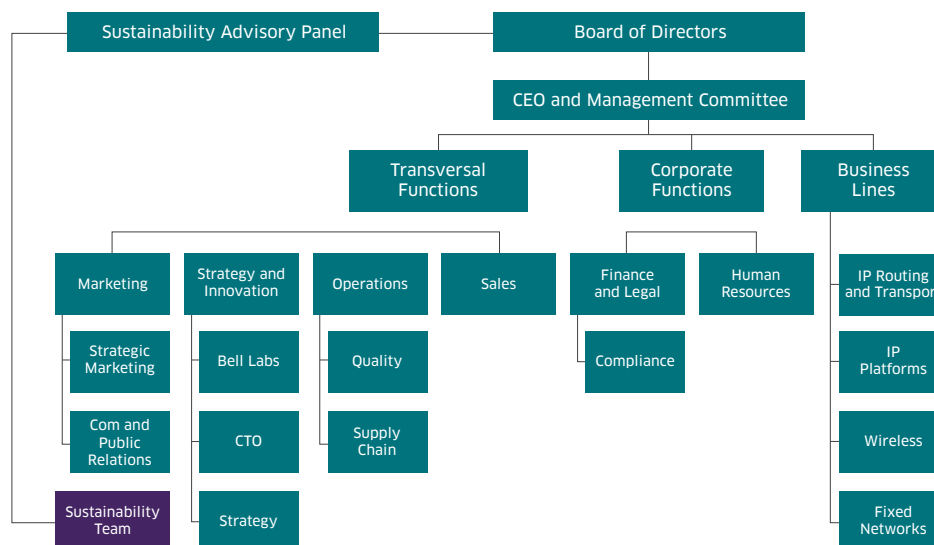 Sustainability Advisory Panel
Board of Directors
CEO and Management Committee
Transversal
Functions
Corporate
Functions
Business
Lines
Marketing
Strategy and
Innovation
Operations
Sales
Finance
and Legal
Human
Resources
IP Routing
and Transpor
Strategic
Marketing
Bell Labs
Quality
Compliance
IP
Platforms
Com and
Public
Relations
CTO
Supply
Chain
Wireless
Sustainability
Team
Strategy
Fixed
Networks